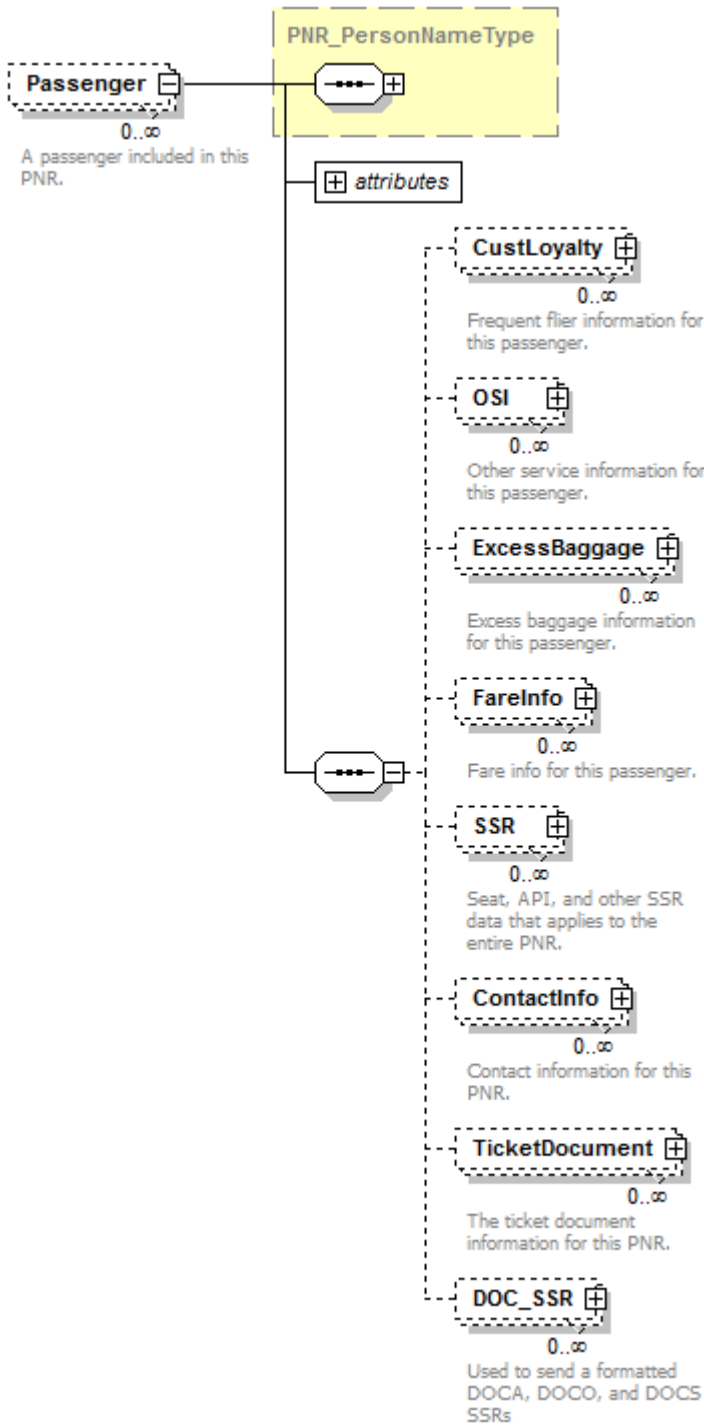 PNR_PersonNameType
Passenger
0..∞
A passenger included in this
PNR.
attributes
CustLoyalty
0..∞
Frequent flier information for
this passenger.
OSI
0..∞
Other service information for
this passenger.
ExcessBaggage
0..∞
Excess baggage information
for this passenger.
FareInfo
0..∞
Fare info for this passenger.
SSR
0..∞
Seat, API, and other SSR
data that applies to the
entire PNR.
ContactInfo
0..∞
Contact information for this
PNR.
TicketDocument
0..∞
The ticket document
information for this PNR.
DOC_SSR
0..∞
Used to send a formatted
DOCA, DOCO, and DOCS
SSRs